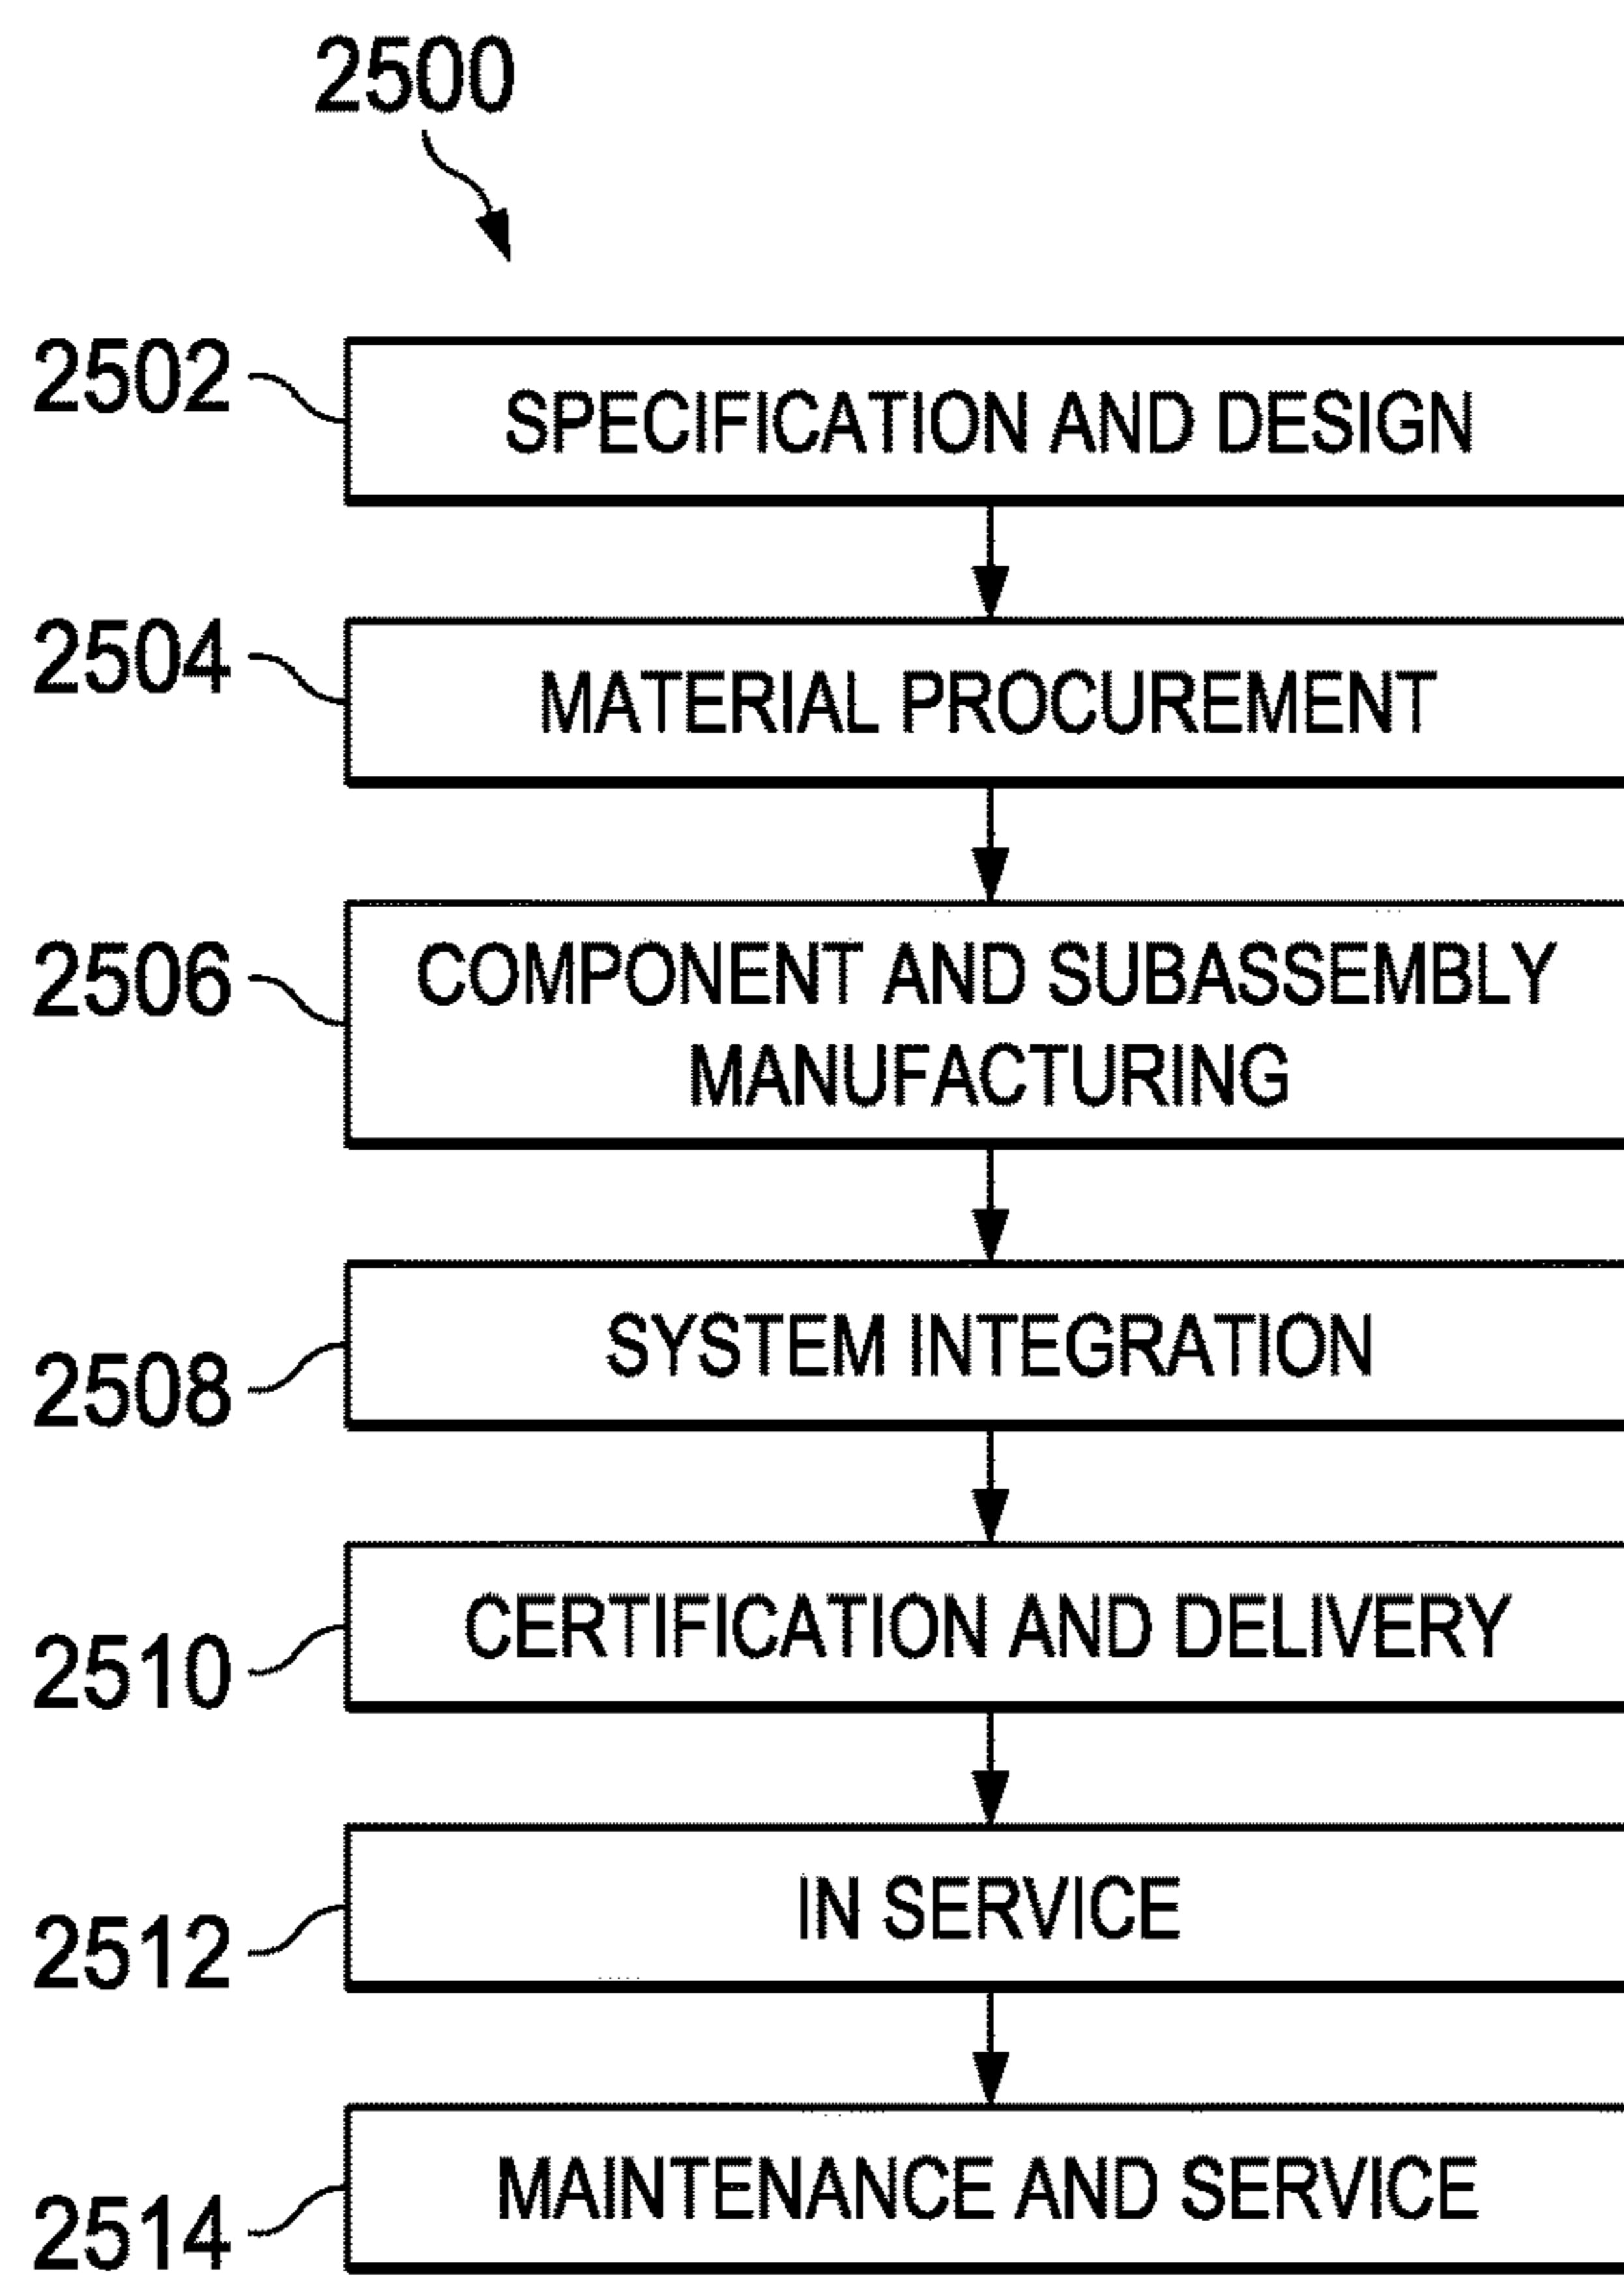 2500
2502
SPECIFICATION AND DESIGN
2504
MATERIAL PROCUREMENT
2506
COMPONENT AND SUBASSEMBLY
MANUFACTURING
2508
SYSTEM INTEGRATION
2510
CERTIFICATION AND DELIVERY
2512
IN SERVICE
2514
MAINTENANCE AND SERVICE